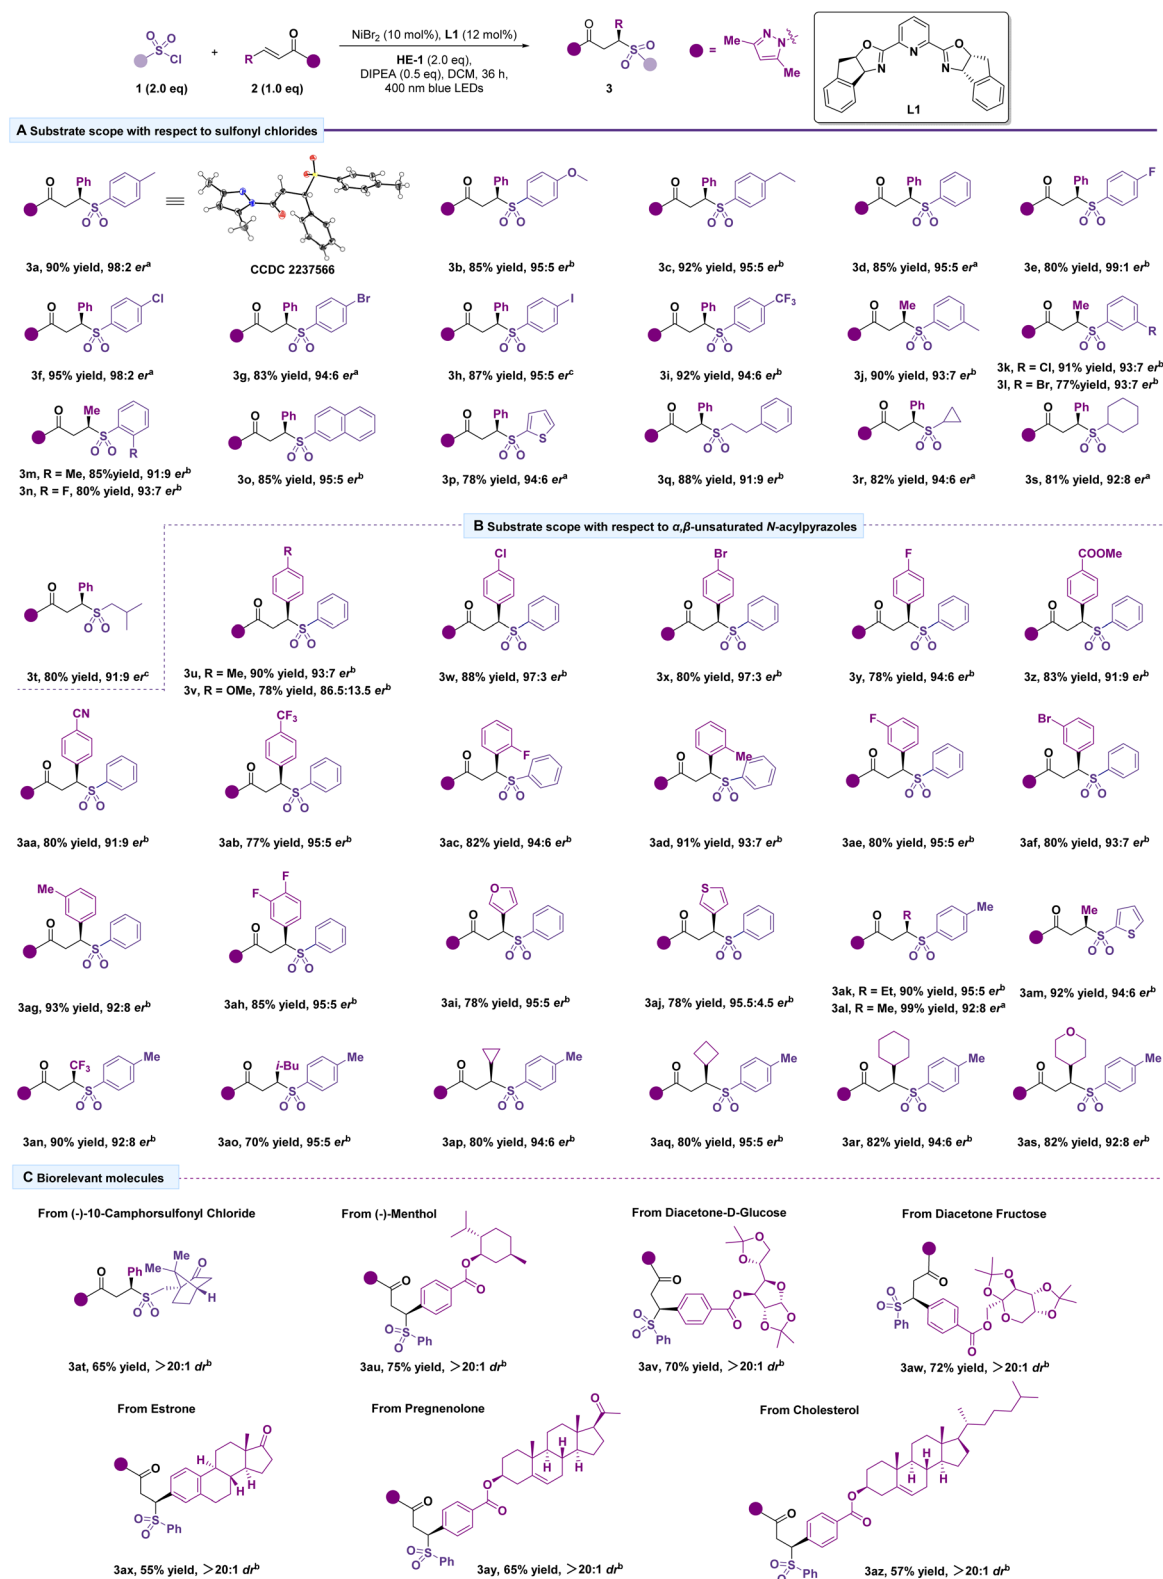 NiBr2 (10 mol%), L1 (12 mol%)
HE-1 (2.0 eq),
DIPEA (0.5 eq), DCM, 36 h,
400 nm blue LEDs
1 (2.0 eq) + 2 (1.0 eq)
3
= Me N N Me
L1
A Substrate scope with respect to sulfonyl chlorides
3a, 90% yield, 98:2 er^a
CCDC 2237566
3b, 85% yield, 95:5 er^b
3c, 92% yield, 95:5 er^b
3d, 85% yield, 95:5 er^a
3e, 80% yield, 99:1 er^b
3f, 95% yield, 98:2 er^a
3g, 83% yield, 94:6 er^a
3h, 87% yield, 95:5 er^c
3i, 92% yield, 94:6 er^b
3j, 90% yield, 93:7 er^b
3k, R = Cl, 91% yield, 93:7 er^b
3l, R = Br, 77%yield, 93:7 er^b
3m, R = Me, 85%yield, 91:9 er^b
3n, R = F, 80% yield, 93:7 er^b
3o, 85% yield, 95:5 er^b
3p, 78% yield, 94:6 er^a
3q, 88% yield, 91:9 er^b
3r, 82% yield, 94:6 er^a
3s, 81% yield, 92:8 er^a
B Substrate scope with respect to α,β-unsaturated N-acylpyrazoles
3t, 80% yield, 91:9 er^c
3u, R = Me, 90% yield, 93:7 er^b
3v, R = OMe, 78% yield, 86.5:13.5 er^b
3w, 88% yield, 97:3 er^b
3x, 80% yield, 97:3 er^b
3y, 78% yield, 94:6 er^b
3z, 83% yield, 91:9 er^b
3aa, 80% yield, 91:9 er^b
3ab, 77% yield, 95:5 er^b
3ac, 82% yield, 94:6 er^b
3ad, 91% yield, 93:7 er^b
3ae, 80% yield, 95:5 er^b
3af, 80% yield, 93:7 er^b
3ag, 93% yield, 92:8 er^b
3ah, 85% yield, 95:5 er^b
3ai, 78% yield, 95:5 er^b
3aj, 78% yield, 95.5:4.5 er^b
3ak, R = Et, 90% yield, 95:5 er^b
3al, R = Me, 99% yield, 92:8 er^a
3am, 92% yield, 94:6 er^b
3an, 90% yield, 92:8 er^b
3ao, 70% yield, 95:5 er^b
3ap, 80% yield, 94:6 er^b
3aq, 80% yield, 95:5 er^b
3ar, 82% yield, 94:6 er^b
3as, 82% yield, 92:8 er^b
C Biorelevant molecules
From (-)-10-Camphorsulfonyl Chloride
From (-)-Menthol
From Diacetone-D-Glucose
From Diacetone Fructose
3at, 65% yield, >20:1 dr^b
3au, 75% yield, >20:1 dr^b
3av, 70% yield, >20:1 dr^b
3aw, 72% yield, >20:1 dr^b
From Estrone
From Pregnenolone
From Cholesterol
3ax, 55% yield, >20:1 dr^b
3ay, 65% yield, >20:1 dr^b
3az, 57% yield, >20:1 dr^b